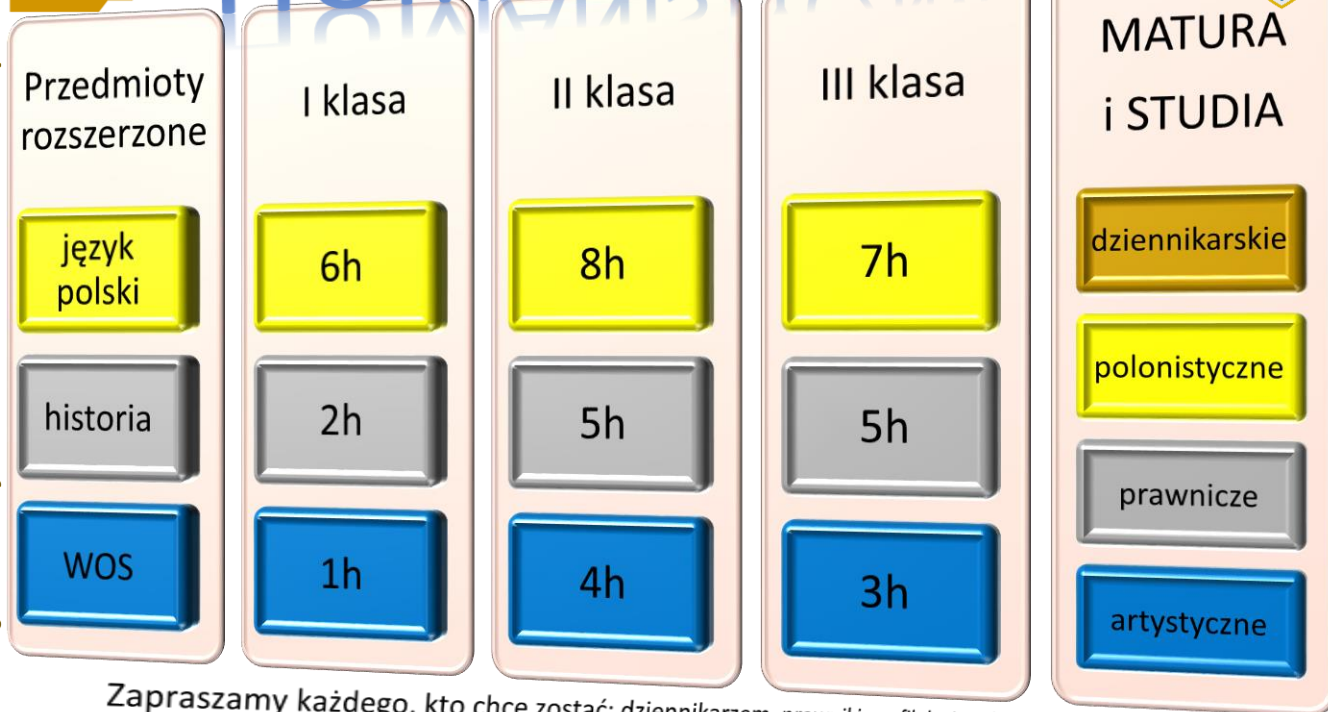 Przedmioty
rozszerzone
język
polski
historia
WOS
I klasa
6h
2h
1h
II klasa
8h
5h
4h
III klasa
7h
5h
3h
MATURA
i STUDIA
dziennikarskie
polonistyczne
prawnicze
artystyczne
Zapraszamy każdego, kto chce zostać: dziennikarzem,